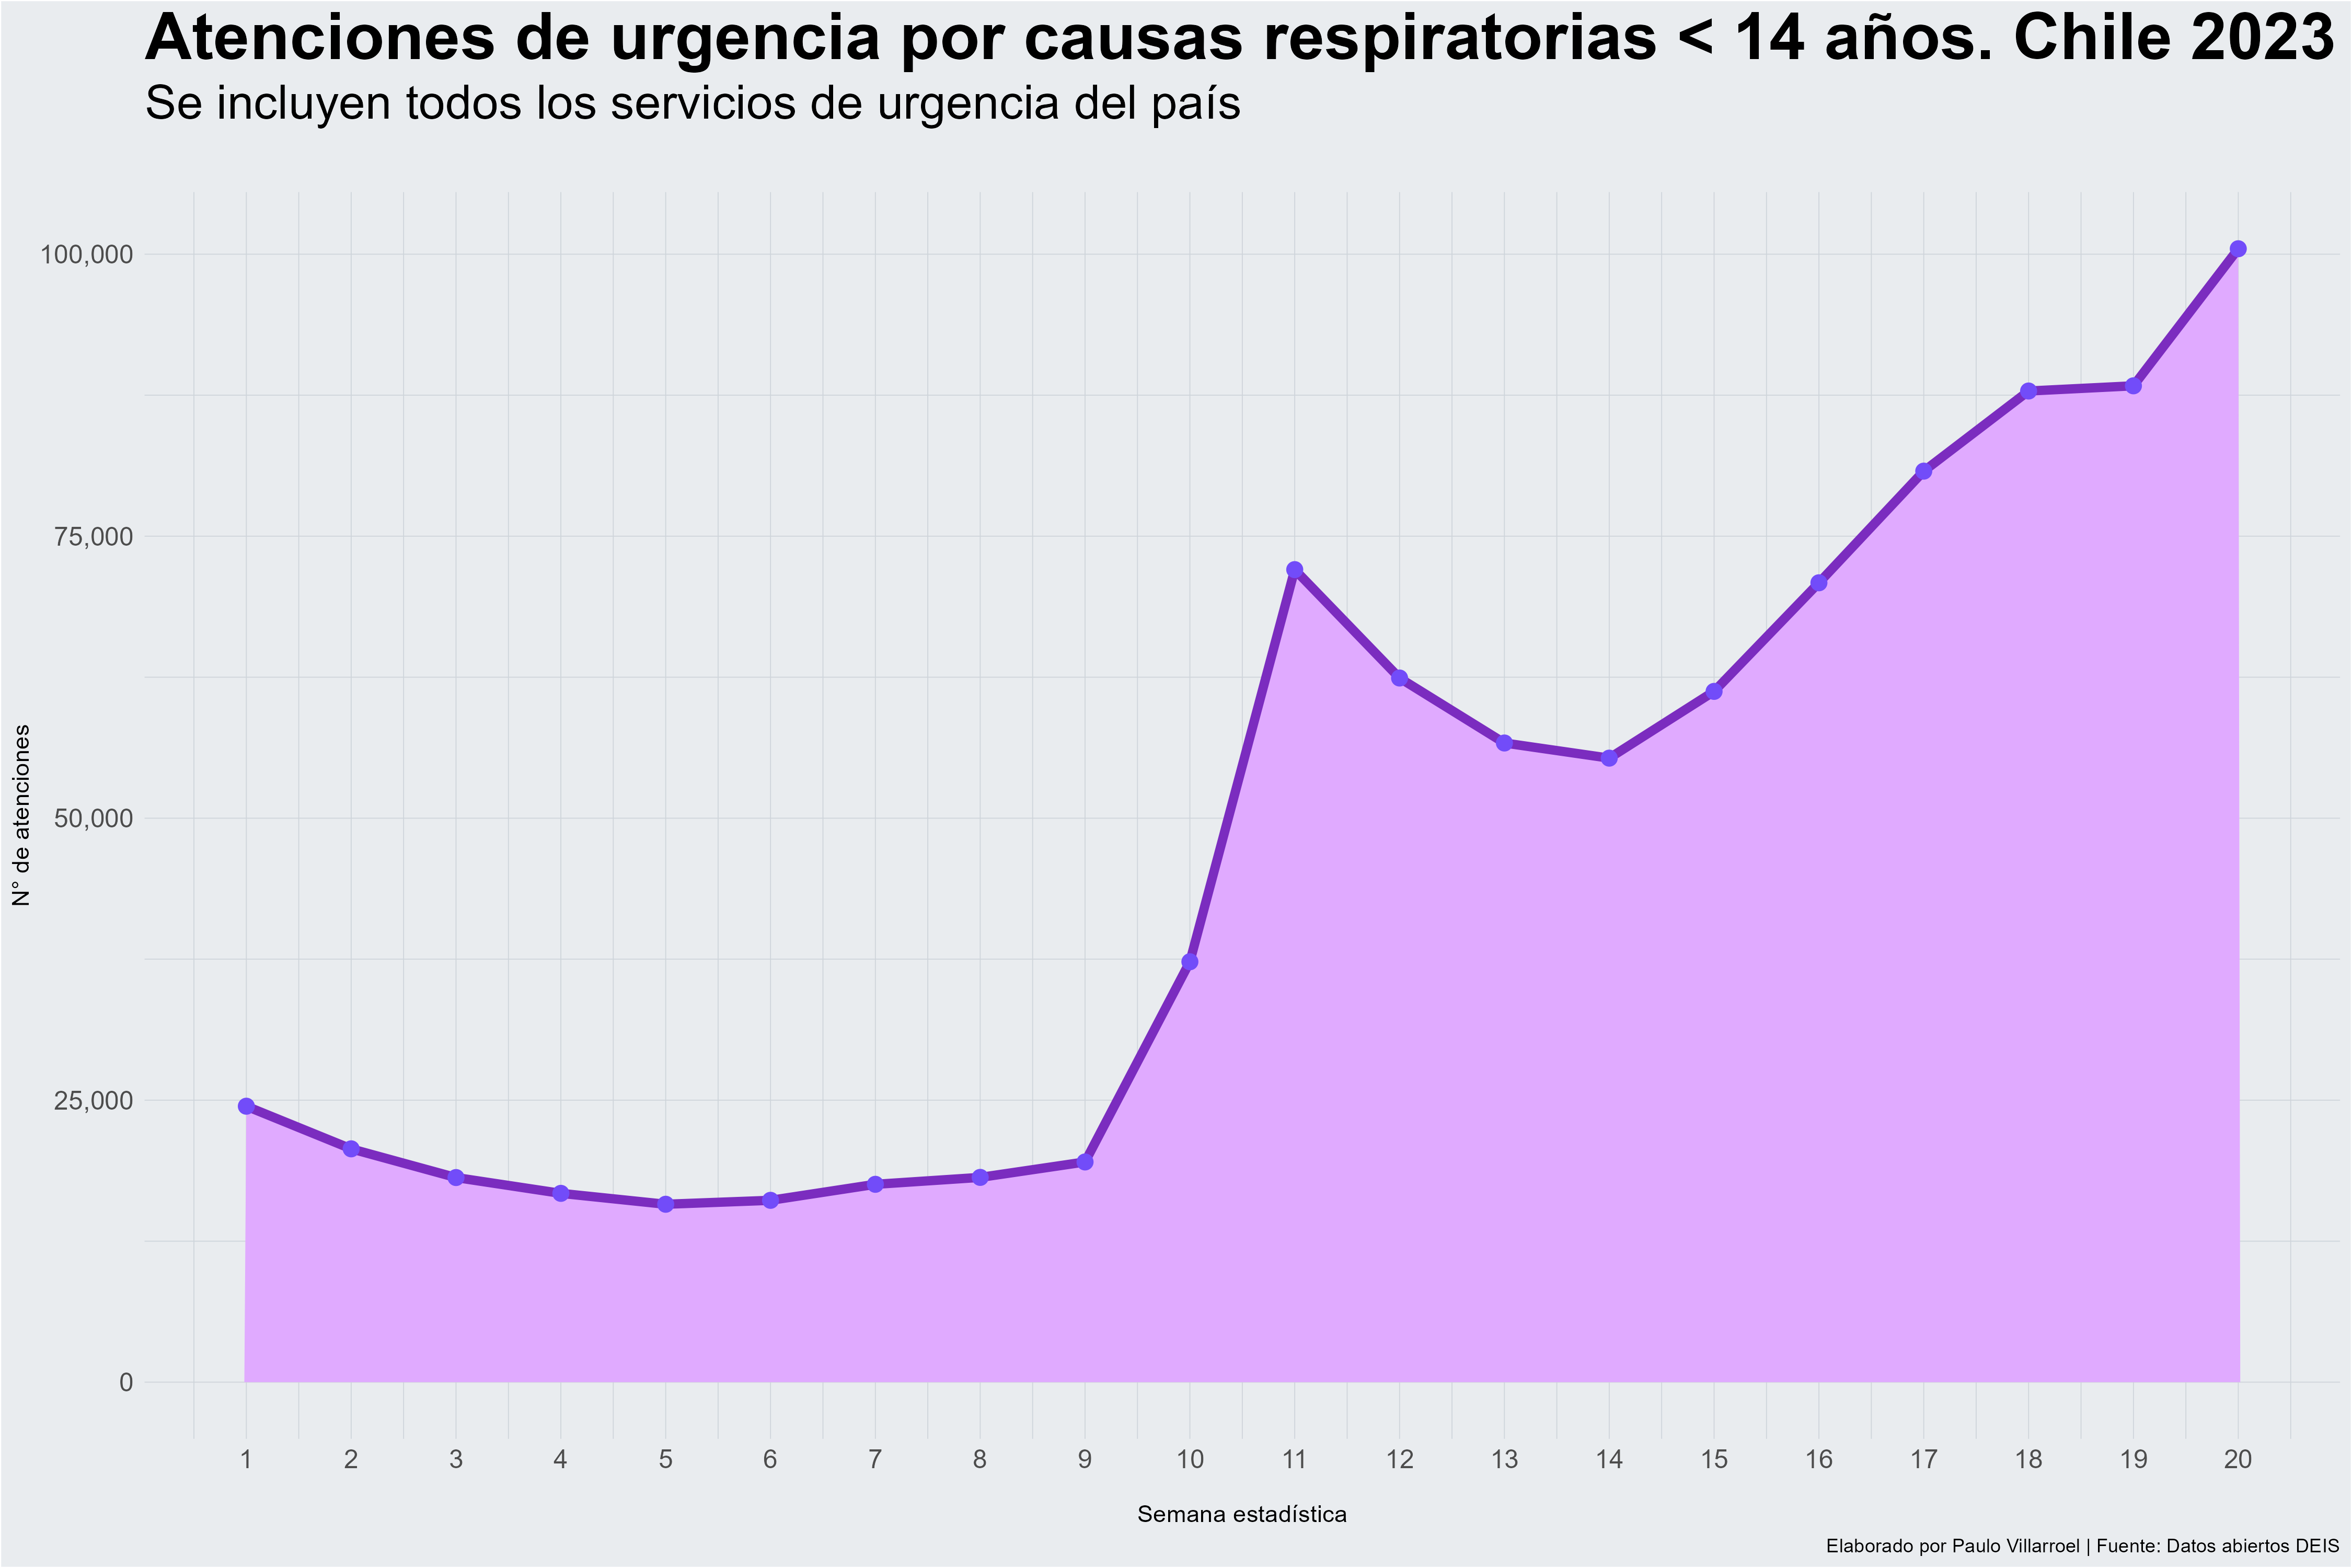 Atenciones de urgencia por causas respiratorias < 14 años. Chile 2023
Se incluyen todos los servicios de urgencia del país
100,000
75,000
50,000
25,000
0
N° de atenciones
1 2 3 4 5 6 7 8 9 10 11 12 13 14 15 16 17 18 19 20
Semana estadística
Elaborado por Paulo Villarroel | Fuente: Datos abiertos DEIS